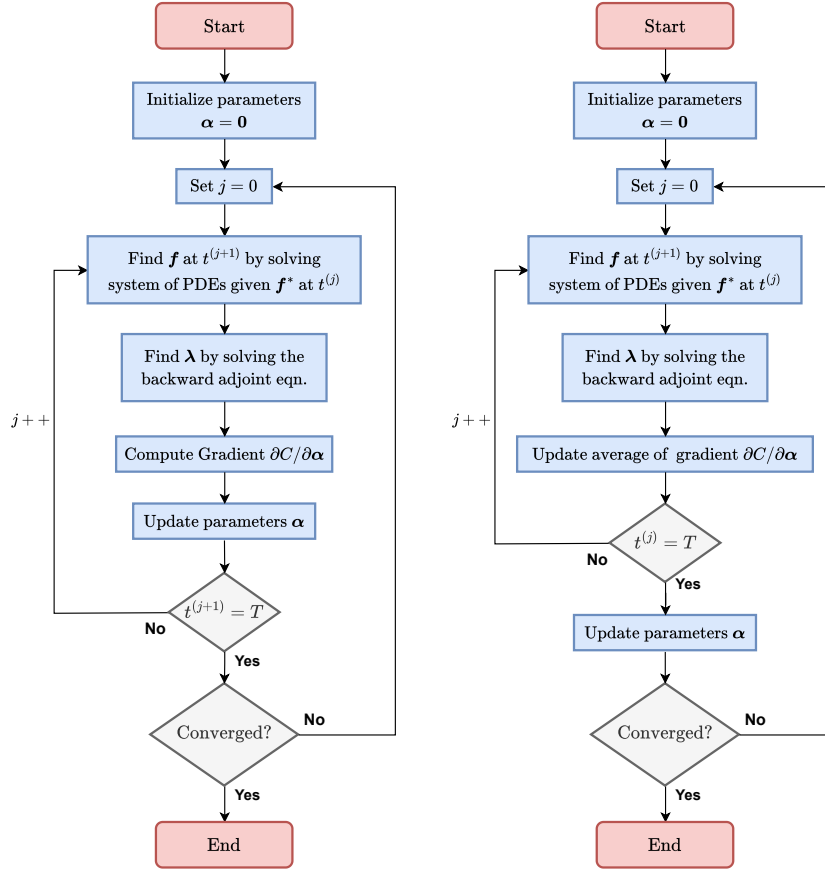 Start
Initialize parameters
α = 0
Set j = 0
Find f at t^(j+1) by solving
system of PDEs given f* at t^(j)
Find λ by solving the
backward adjoint eqn.
j++
Compute Gradient ∂C/∂α
Update parameters α
t^(j+1) = T
No
Yes
Converged?
No
Yes
End
Start
Initialize parameters
α = 0
Set j = 0
Find f at t^(j+1) by solving
system of PDEs given f* at t^(j)
Find λ by solving the
backward adjoint eqn.
j++
Update average of gradient ∂C/∂α
t^(j) = T
No
Yes
Update parameters α
Converged?
No
Yes
End